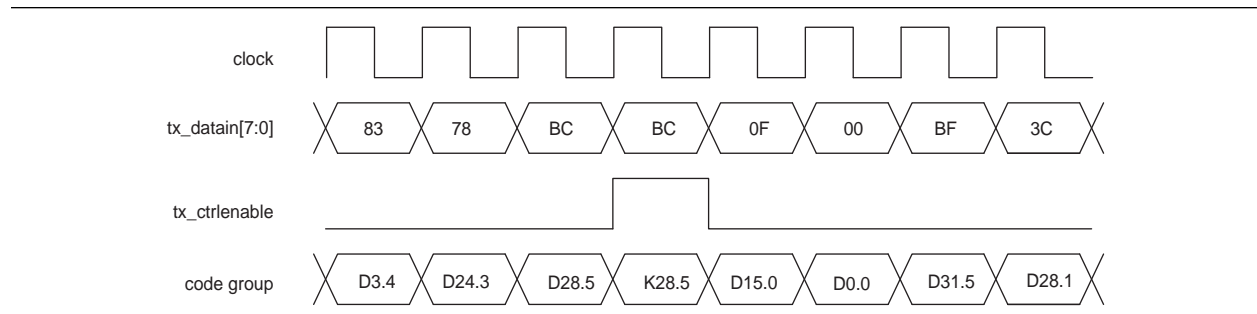 clock
tx_datain[7:0] 83 78 BC BC 0F 00 BF 3C
tx_ctrlenable
code group D3.4 D24.3 D28.5 K28.5 D15.0 D0.0 D31.5 D28.1